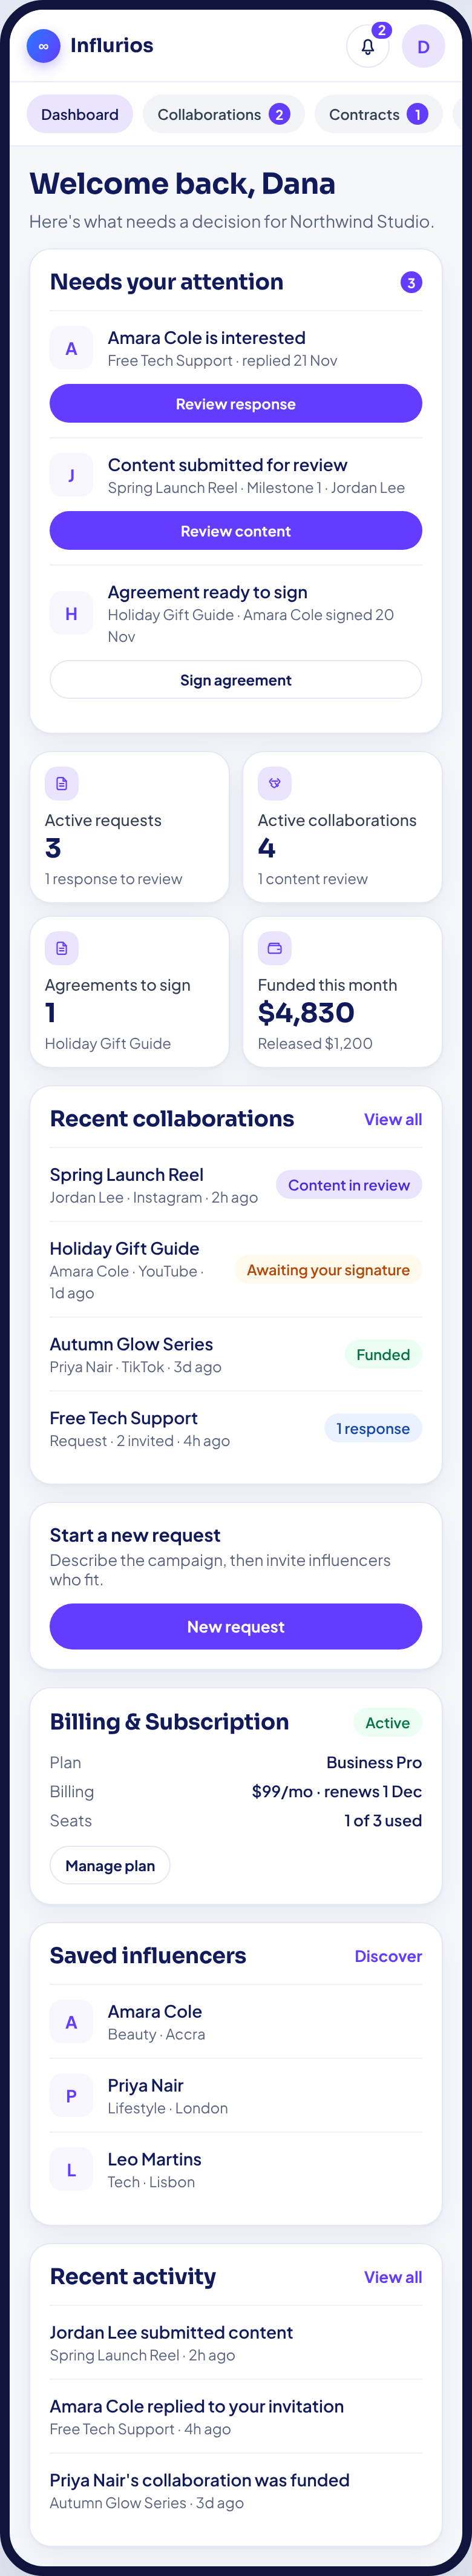 ∞ Influrios
2
D
Dashboard
Collaborations 2
Contracts 1
Welcome back, Dana
Here's what needs a decision for Northwind Studio.
Needs your attention
3
A
Amara Cole is interested
Free Tech Support · replied 21 Nov
Review response
J
Content submitted for review
Spring Launch Reel · Milestone 1 · Jordan Lee
Review content
H
Agreement ready to sign
Holiday Gift Guide · Amara Cole signed 20
Nov
Sign agreement
Active requests
3
1 response to review
Active collaborations
4
1 content review
Agreements to sign
1
Holiday Gift Guide
Funded this month
$4,830
Released $1,200
Recent collaborations
View all
Spring Launch Reel
Jordan Lee · Instagram · 2h ago
Content in review
Holiday Gift Guide
Amara Cole · YouTube ·
1d ago
Awaiting your signature
Autumn Glow Series
Priya Nair · TikTok · 3d ago
Funded
Free Tech Support
Request · 2 invited · 4h ago
1 response
Start a new request
Describe the campaign, then invite influencers
who fit.
New request
Billing & Subscription
Active
Plan
Business Pro
Billing
$99/mo · renews 1 Dec
Seats
1 of 3 used
Manage plan
Saved influencers
Discover
A
Amara Cole
Beauty · Accra
P
Priya Nair
Lifestyle · London
L
Leo Martins
Tech · Lisbon
Recent activity
View all
Jordan Lee submitted content
Spring Launch Reel · 2h ago
Amara Cole replied to your invitation
Free Tech Support · 4h ago
Priya Nair's collaboration was funded
Autumn Glow Series · 3d ago